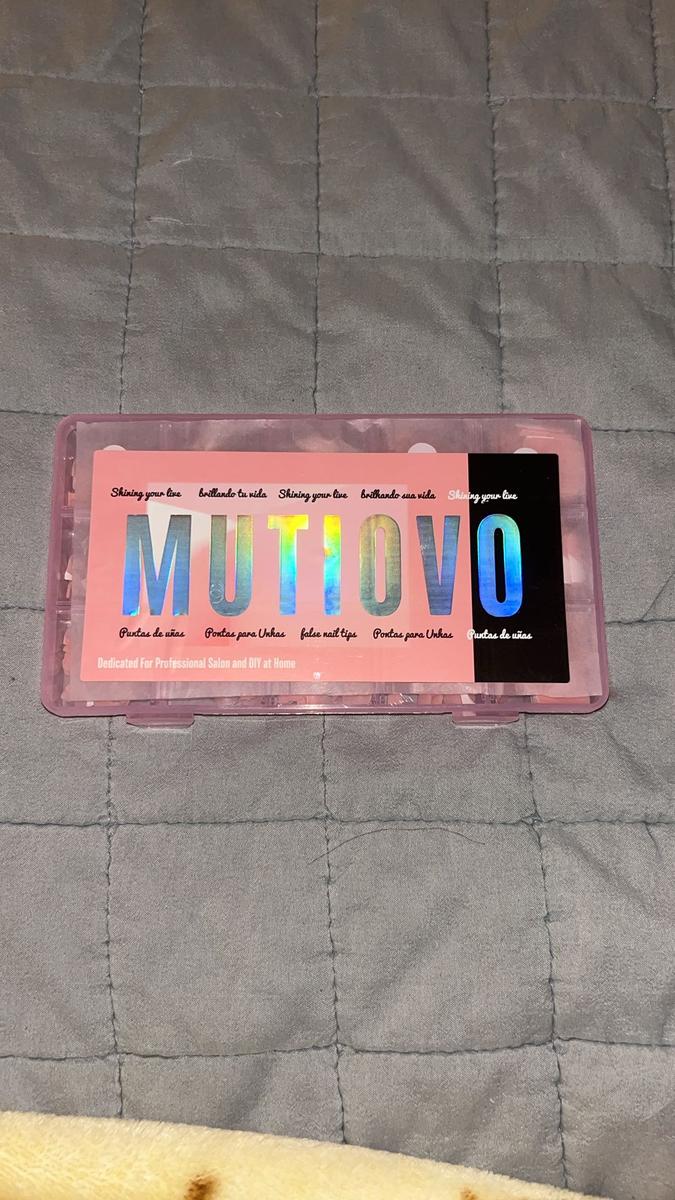 Shining your live brillando tu vida Shining your live brilhando sua vida Shining your live
MUTIOVO
Puntas de uñas Pontas para Unhas false nail tips Pontas para Unhas Puntas de uñas
Dedicated For Professional Salon and DIY at Home